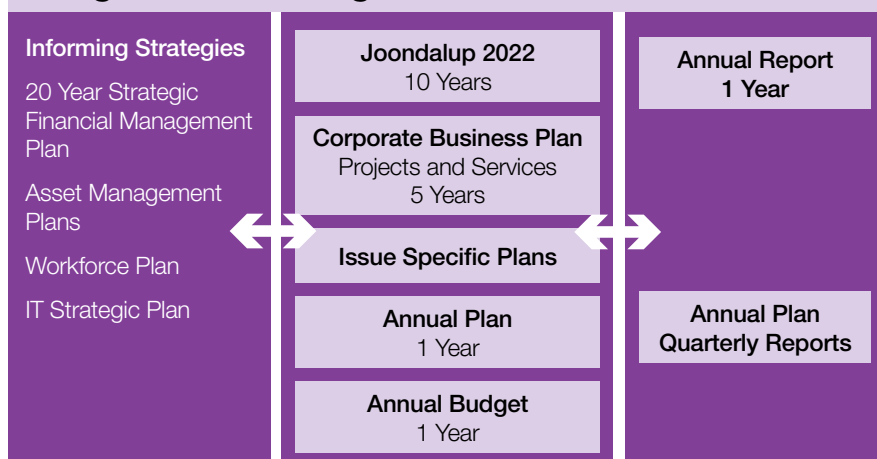 Informing Strategies
20 Year Strategic
Financial Management
Plan
Asset Management
Plans
Workforce Plan
IT Strategic Plan
Joondalup 2022
10 Years
Corporate Business Plan
Projects and Services
5 Years
Issue Specific Plans
Annual Plan
1 Year
Annual Budget
1 Year
Annual Report
1 Year
Annual Plan
Quarterly Reports